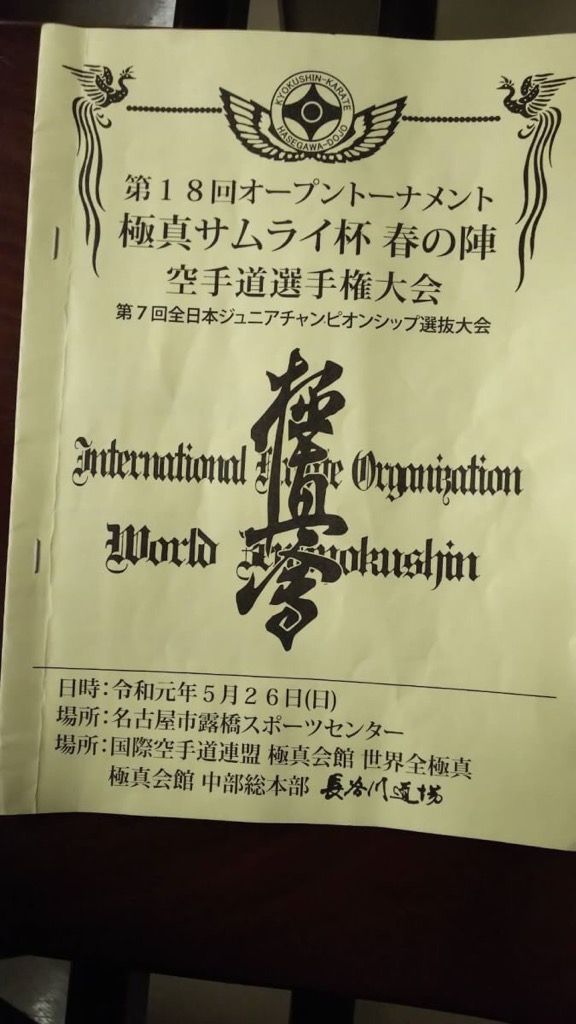 KYOKUSHIN-KARATE
HASEGAWA-DOJO
第１８回オープントーナメント
極真サムライ杯 春の陣
空手道選手権大会
第７回全日本ジュニアチャンピオンシップ選抜大会
極真會
International Karate Organization
World Zenkyokushin
日時：令和元年５月２６日(日)
場所：名古屋市露橋スポーツセンター
場所：国際空手道連盟 極真会館 世界全極真
極真会館 中部総本部 長谷川道場